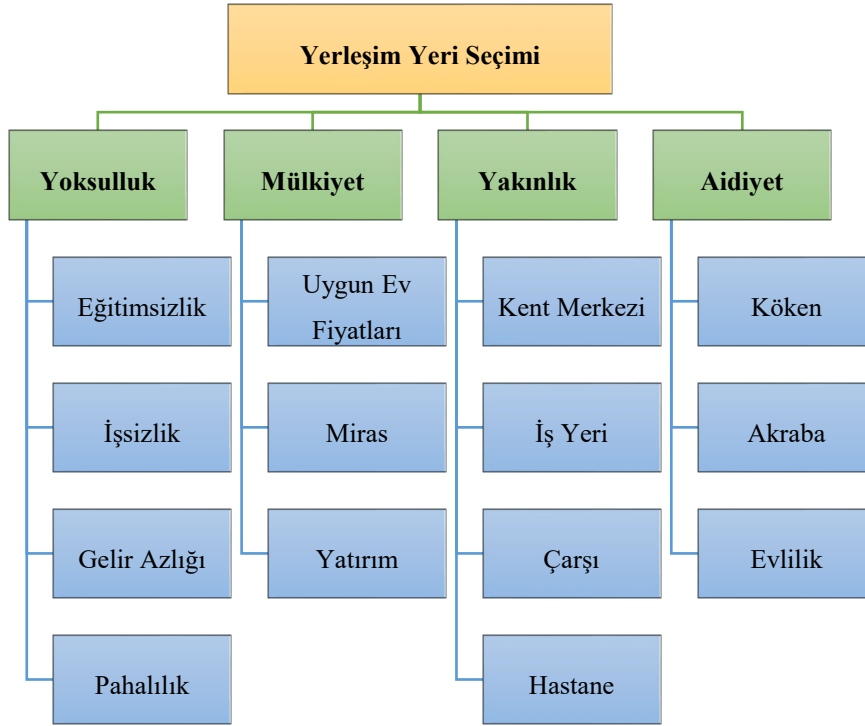 Yerleşim Yeri Seçimi
Yoksulluk
Eğitimsizlik
İşsizlik
Gelir Azlığı
Pahalılık
Mülkiyet
Uygun Ev
Fiyatları
Miras
Yatırım
Yakınlık
Kent Merkezi
İş Yeri
Çarşı
Hastane
Aidiyet
Köken
Akraba
Evlilik